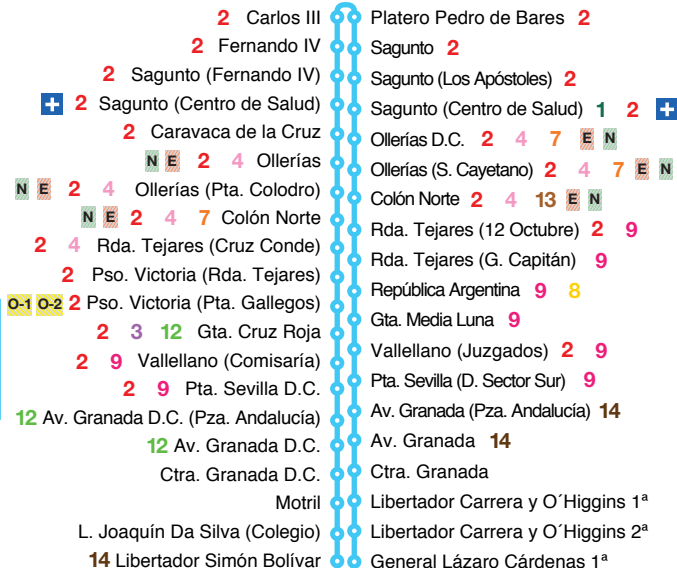 2 Carlos III
2 Fernando IV
2 Sagunto (Fernando IV)
+ 2 Sagunto (Centro de Salud)
2 Caravaca de la Cruz
N E 2 4 Ollerías
N E 2 4 Ollerías (Pta. Colodro)
N E 2 4 7 Colón Norte
2 4 Rda. Tejares (Cruz Conde)
2 Pso. Victoria (Rda. Tejares)
O-1 O-2 2 Pso. Victoria (Pta. Gallegos)
2 3 12 Gta. Cruz Roja
2 9 Vallellano (Comisaría)
2 9 Pta. Sevilla D.C.
12 Av. Granada D.C. (Pza. Andalucía)
12 Av. Granada D.C.
Ctra. Granada D.C.
Motril
L. Joaquín Da Silva (Colegio)
14 Libertador Simón Bolívar
Platero Pedro de Bares 2
Sagunto 2
Sagunto (Los Apóstoles) 2
Sagunto (Centro de Salud) 1 2 +
Ollerías D.C. 2 4 7 E N
Ollerías (S. Cayetano) 2 4 7 E N
Colón Norte 2 4 13 E N
Rda. Tejares (12 Octubre) 2 9
Rda. Tejares (G. Capitán) 9
República Argentina 9 8
Gta. Media Luna 9
Vallellano (Juzgados) 2 9
Pta. Sevilla (D. Sector Sur) 9
Av. Granada (Pza. Andalucía) 14
Av. Granada 14
Ctra. Granada
Libertador Carrera y O´Higgins 1ª
Libertador Carrera y O´Higgins 2ª
General Lázaro Cárdenas 1ª